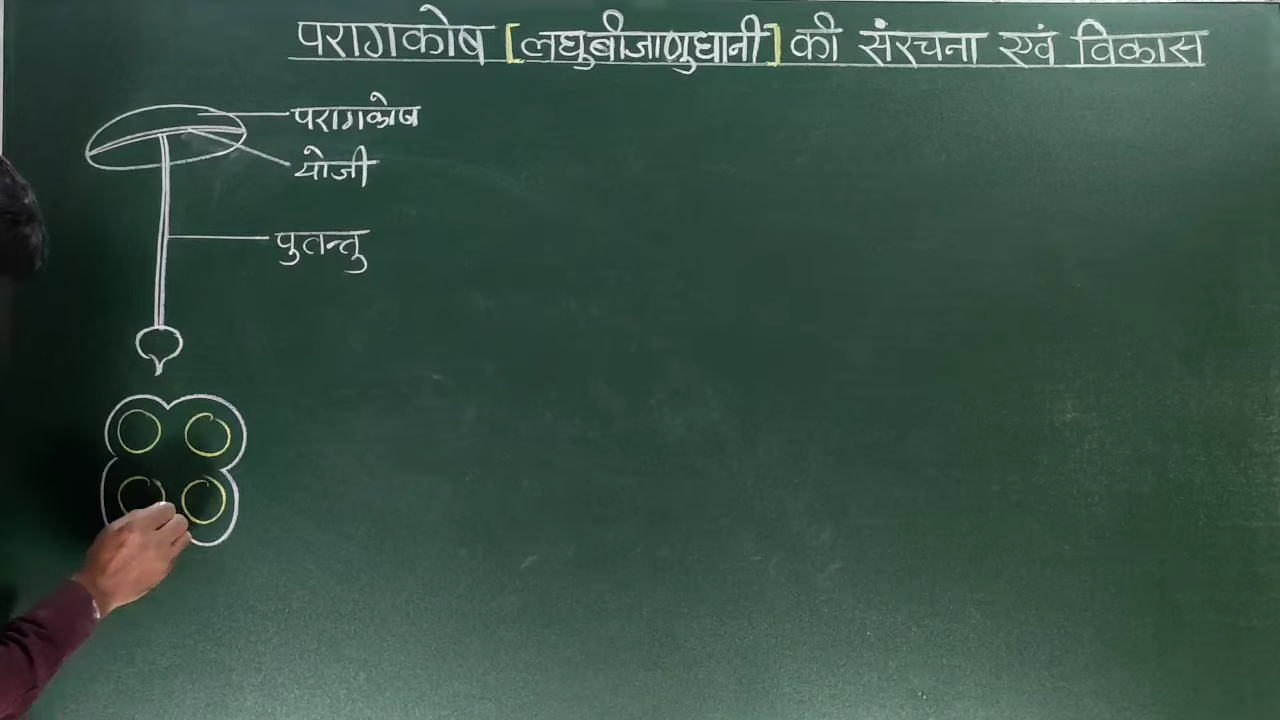 परागकोष [लघुबीजाणुधानी] की संरचना एवं विकास
परागकोष
योजी
पुतन्तु